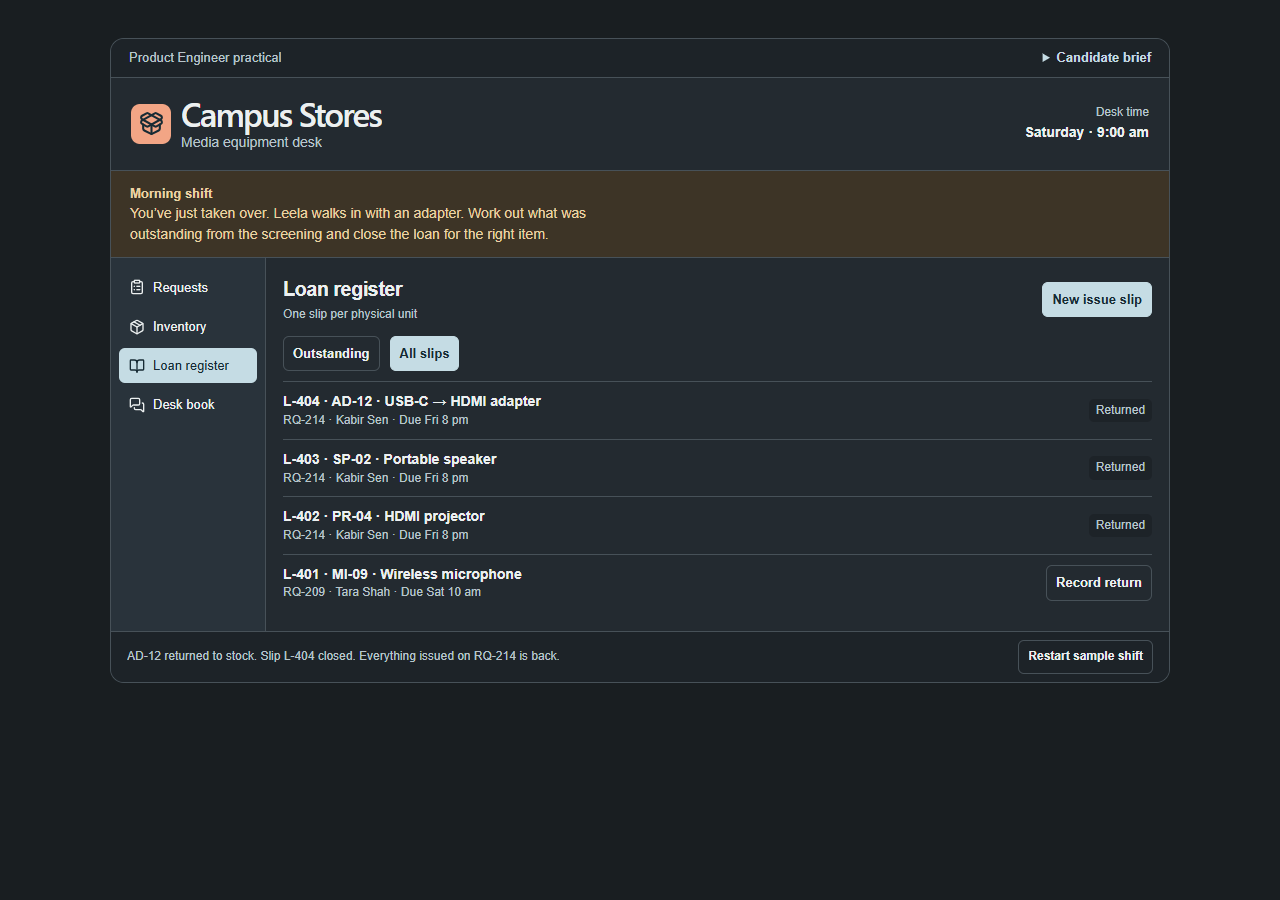 Product Engineer practical
Candidate brief
Campus Stores
Media equipment desk
Desk time
Saturday · 9:00 am
Morning shift
You’ve just taken over. Leela walks in with an adapter. Work out what was
outstanding from the screening and close the loan for the right item.
Requests
Inventory
Loan register
Desk book
Loan register
One slip per physical unit
New issue slip
Outstanding
All slips
L-404 · AD-12 · USB-C → HDMI adapter
RQ-214 · Kabir Sen · Due Fri 8 pm
Returned
L-403 · SP-02 · Portable speaker
RQ-214 · Kabir Sen · Due Fri 8 pm
Returned
L-402 · PR-04 · HDMI projector
RQ-214 · Kabir Sen · Due Fri 8 pm
Returned
L-401 · MI-09 · Wireless microphone
RQ-209 · Tara Shah · Due Sat 10 am
Record return
AD-12 returned to stock. Slip L-404 closed. Everything issued on RQ-214 is back.
Restart sample shift